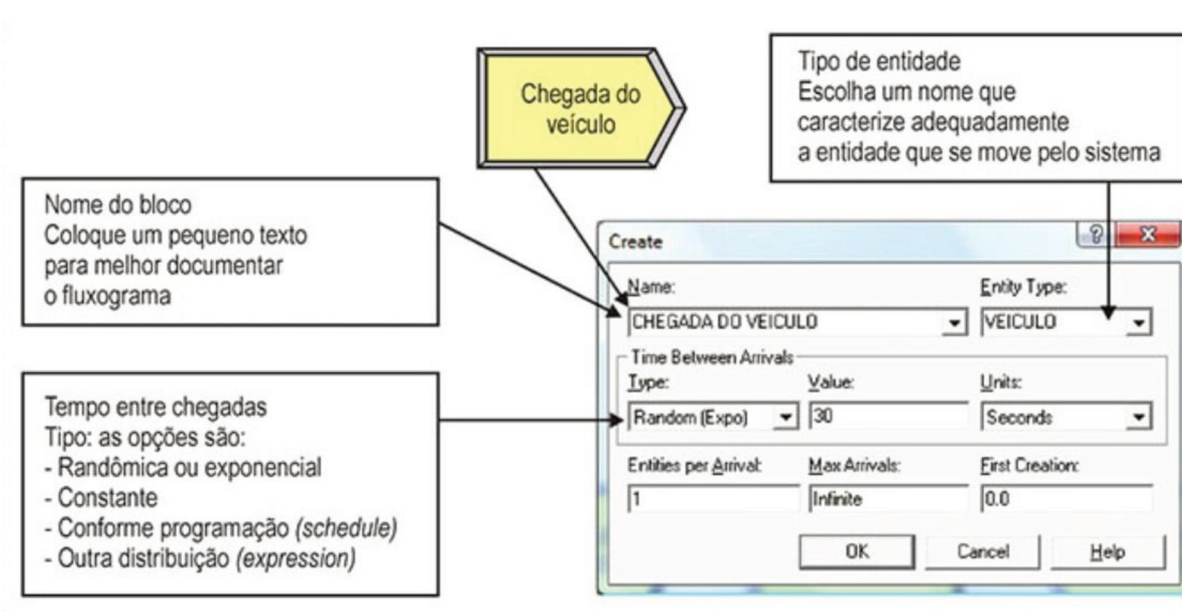 Chegada do
veículo
Tipo de entidade
Escolha um nome que
caracterize adequadamente
a entidade que se move pelo sistema
Nome do bloco
Coloque um pequeno texto
para melhor documentar
o fluxograma
Tempo entre chegadas
Tipo: as opções são:
- Randômica ou exponencial
- Constante
- Conforme programação (schedule)
- Outra distribuição (expression)
Create
Name: Entity Type:
CHEGADA DO VEICULO VEICULO
Time Between Arrivals
Type: Value: Units:
Random (Expo) 30 Seconds
Entities per Arrival: Max Arrivals: First Creation:
1 Infinite 0.0
OK Cancel Help